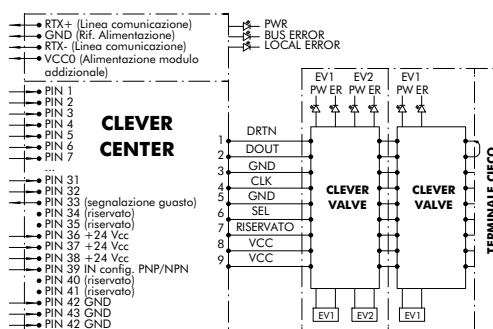 RTX+ (Linea comunicazione)
GND (Rif. Alimentazione)
RTX- (Linea comunicazione)
VCC0 (Alimentazione modulo
addizionale)
PWR
BUS ERROR
LOCAL ERROR
PIN 1
PIN 2
PIN 3
PIN 4
PIN 5
PIN 6
PIN 7
...
PIN 31
PIN 32
PIN 33 (segnalazione guasto)
PIN 34 (riservato)
PIN 35 (riservato)
PIN 36 +24 Vcc
PIN 37 +24 Vcc
PIN 38 +24 Vcc
PIN 39 IN config. PNP/NPN
PIN 40 (riservato)
PIN 41 (riservato)
PIN 42 GND
PIN 43 GND
PIN 42 GND
CLEVER
CENTER
1 DRTN
2 DOUT
3 GND
4 CLK
5 GND
6 SEL
7 RISERVATO
8 VCC
9 VCC
EV1 EV2
PW ER PW ER
CLEVER
VALVE
EV1 EV2
EV1
PW ER
CLEVER
VALVE
EV1
TERMINALE CIECO